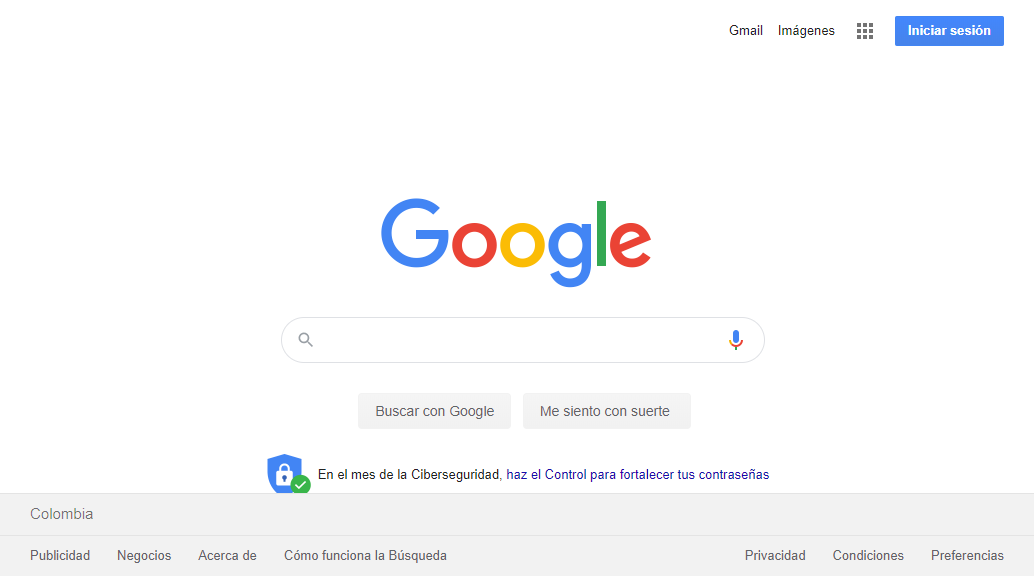 Gmail Imágenes Iniciar sesión
Google
Buscar con Google Me siento con suerte
En el mes de la Ciberseguridad, haz el Control para fortalecer tus contraseñas
Colombia
Publicidad Negocios Acerca de Cómo funciona la Búsqueda Privacidad Condiciones Preferencias